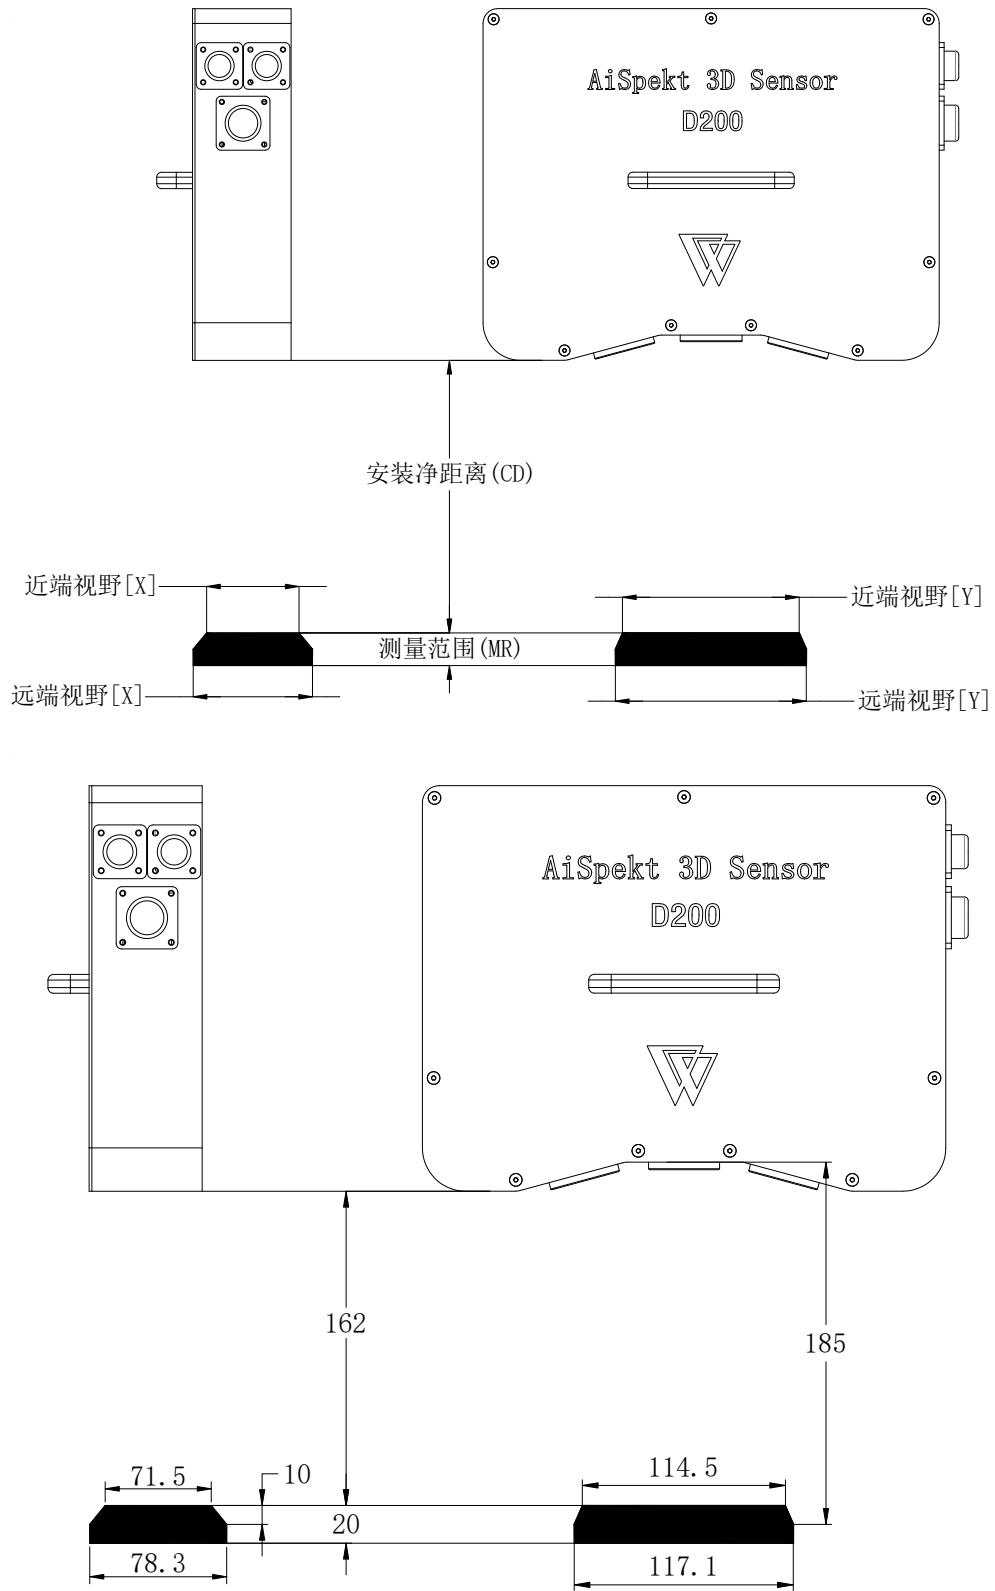 AiSpekt 3D Sensor
D200
安装净距离(CD)
近端视野[X]
近端视野[Y]
测量范围(MR)
远端视野[X]
远端视野[Y]
AiSpekt 3D Sensor
D200
162
185
71.5
10
114.5
20
78.3
117.1